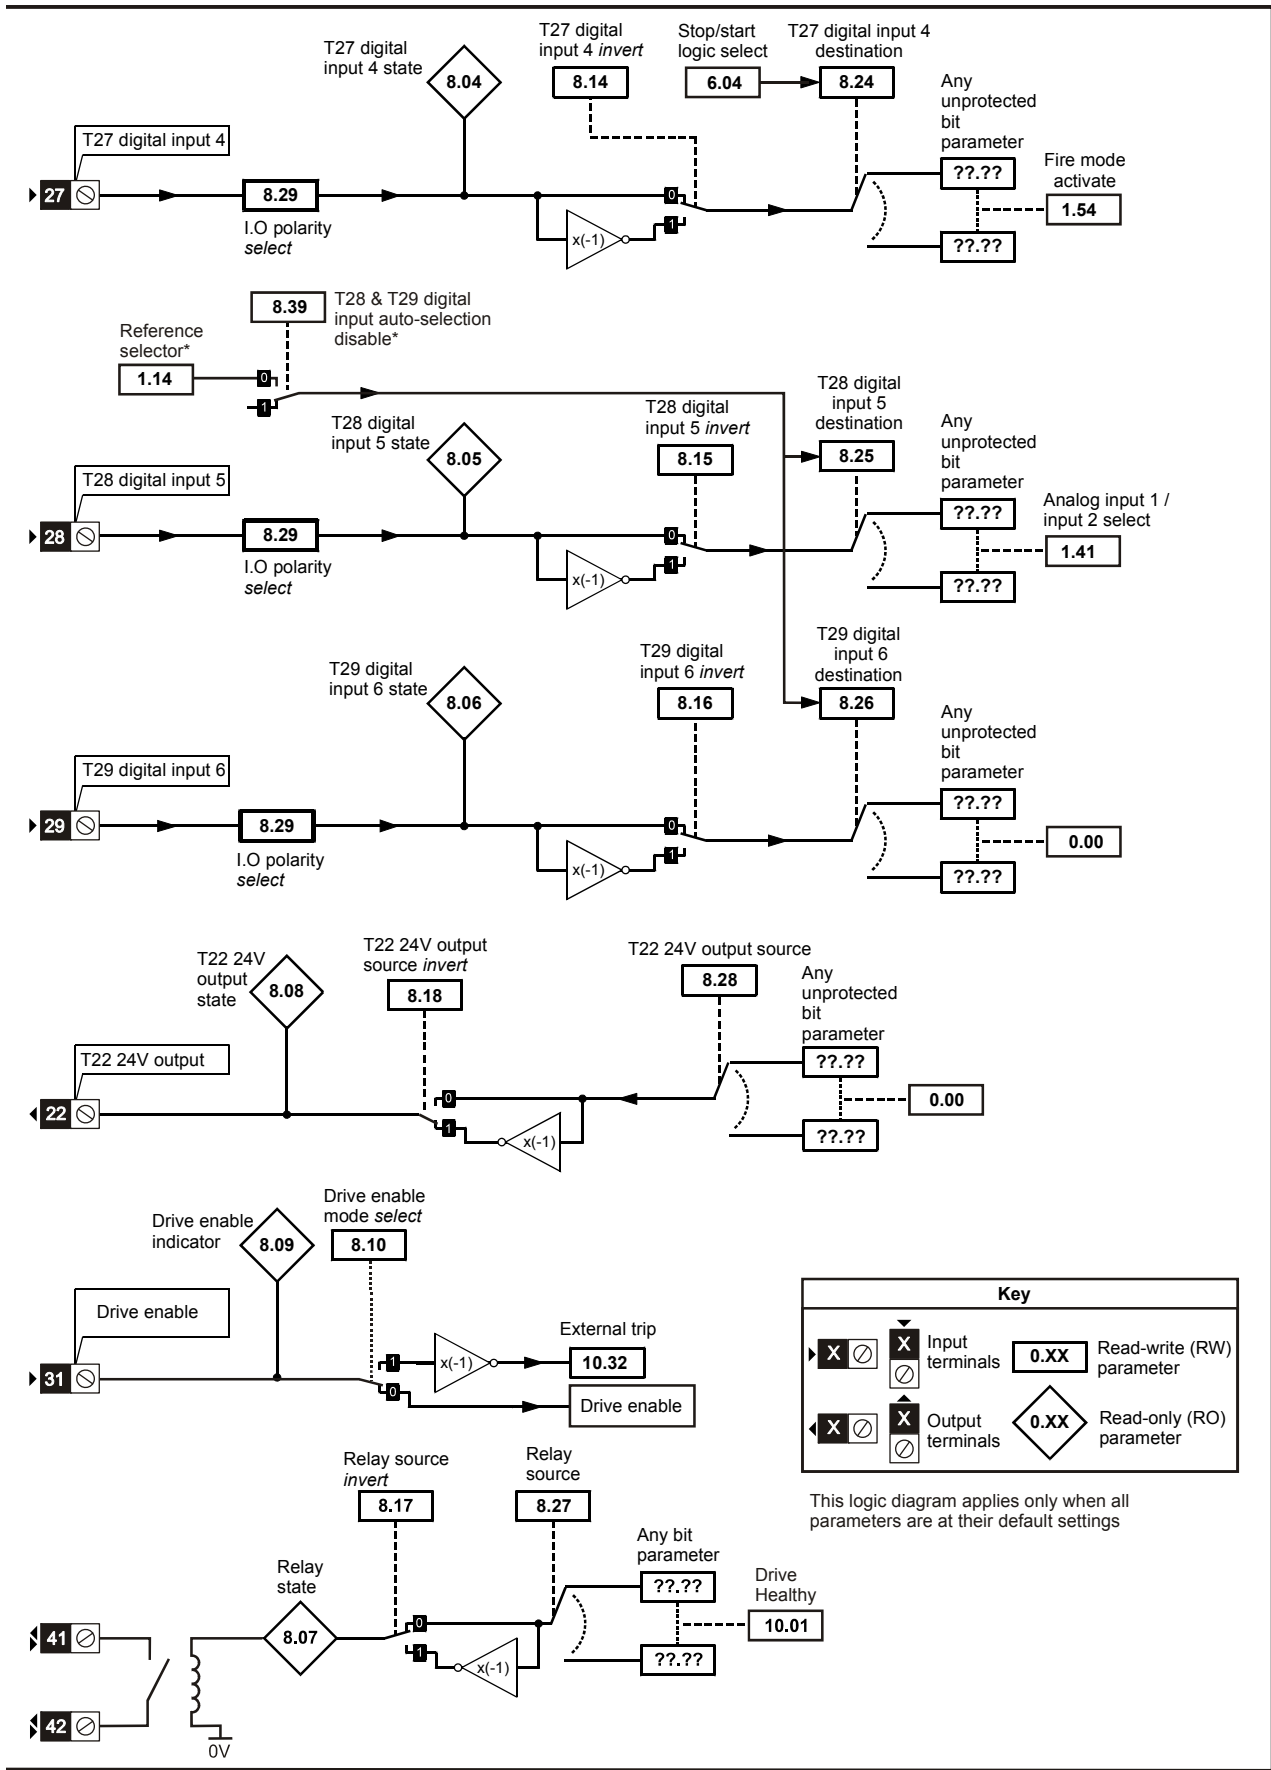 T27 digital
input 4 state
8.04
T27 digital
input 4 invert
8.14
Stop/start
logic select
6.04
T27 digital input 4
destination
8.24
Any
unprotected
bit
parameter
??.??
??.??
Fire mode
activate
1.54
T27 digital input 4
27
8.29
I.O polarity
select
x(-1)
0
1
8.39
T28 & T29 digital
input auto-selection
disable*
Reference
selector*
1.14
0
1
T28 digital
input 5 state
8.05
T28 digital
input 5 invert
8.15
T28 digital
input 5
destination
8.25
Any
unprotected
bit
parameter
??.??
??.??
Analog input 1 /
input 2 select
1.41
T28 digital input 5
28
8.29
I.O polarity
select
x(-1)
0
1
T29 digital
input 6 state
8.06
T29 digital
input 6 invert
8.16
T29 digital
input 6
destination
8.26
Any
unprotected
bit
parameter
??.??
??.??
0.00
T29 digital input 6
29
8.29
I.O polarity
select
x(-1)
0
1
T22 24V
output
state
8.08
T22 24V output
source invert
8.18
T22 24V output source
8.28
Any
unprotected
bit
parameter
??.??
??.??
0.00
T22 24V output
22
0
1
x(-1)
Drive enable
indicator
8.09
Drive enable
mode select
8.10
Drive enable
31
1
0
x(-1)
External trip
10.32
Drive enable
Key
X
X
Input
terminals
0.XX
Read-write (RW)
parameter
X
X
Output
terminals
0.XX
Read-only (RO)
parameter
This logic diagram applies only when all
parameters are at their default settings
Relay source
invert
8.17
Relay
source
8.27
Any bit
parameter
??.??
??.??
Drive
Healthy
10.01
Relay
state
8.07
0
1
x(-1)
41
42
0V